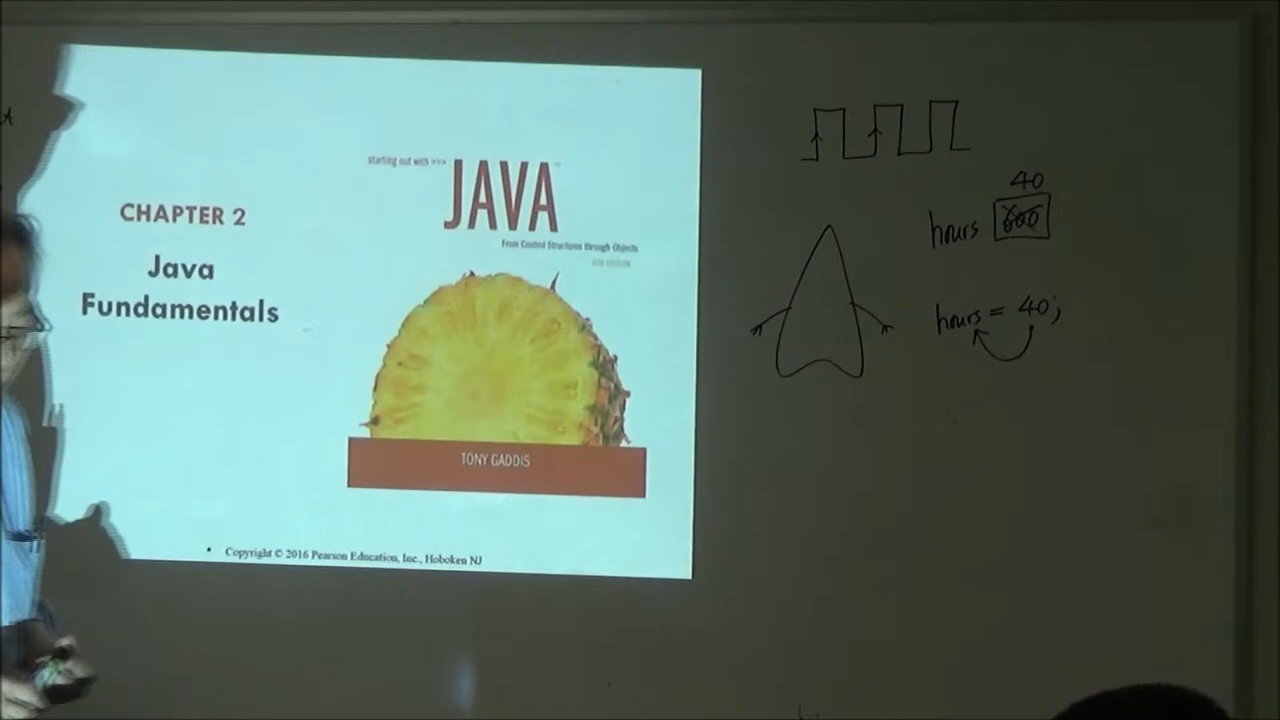 CHAPTER 2
Java
Fundamentals
starting out with >>>
JAVA
From Control Structures through Objects
TONY GADDIS
• Copyright © 2016 Pearson Education, Inc., Hoboken NJ
40
hours
hours = 40;